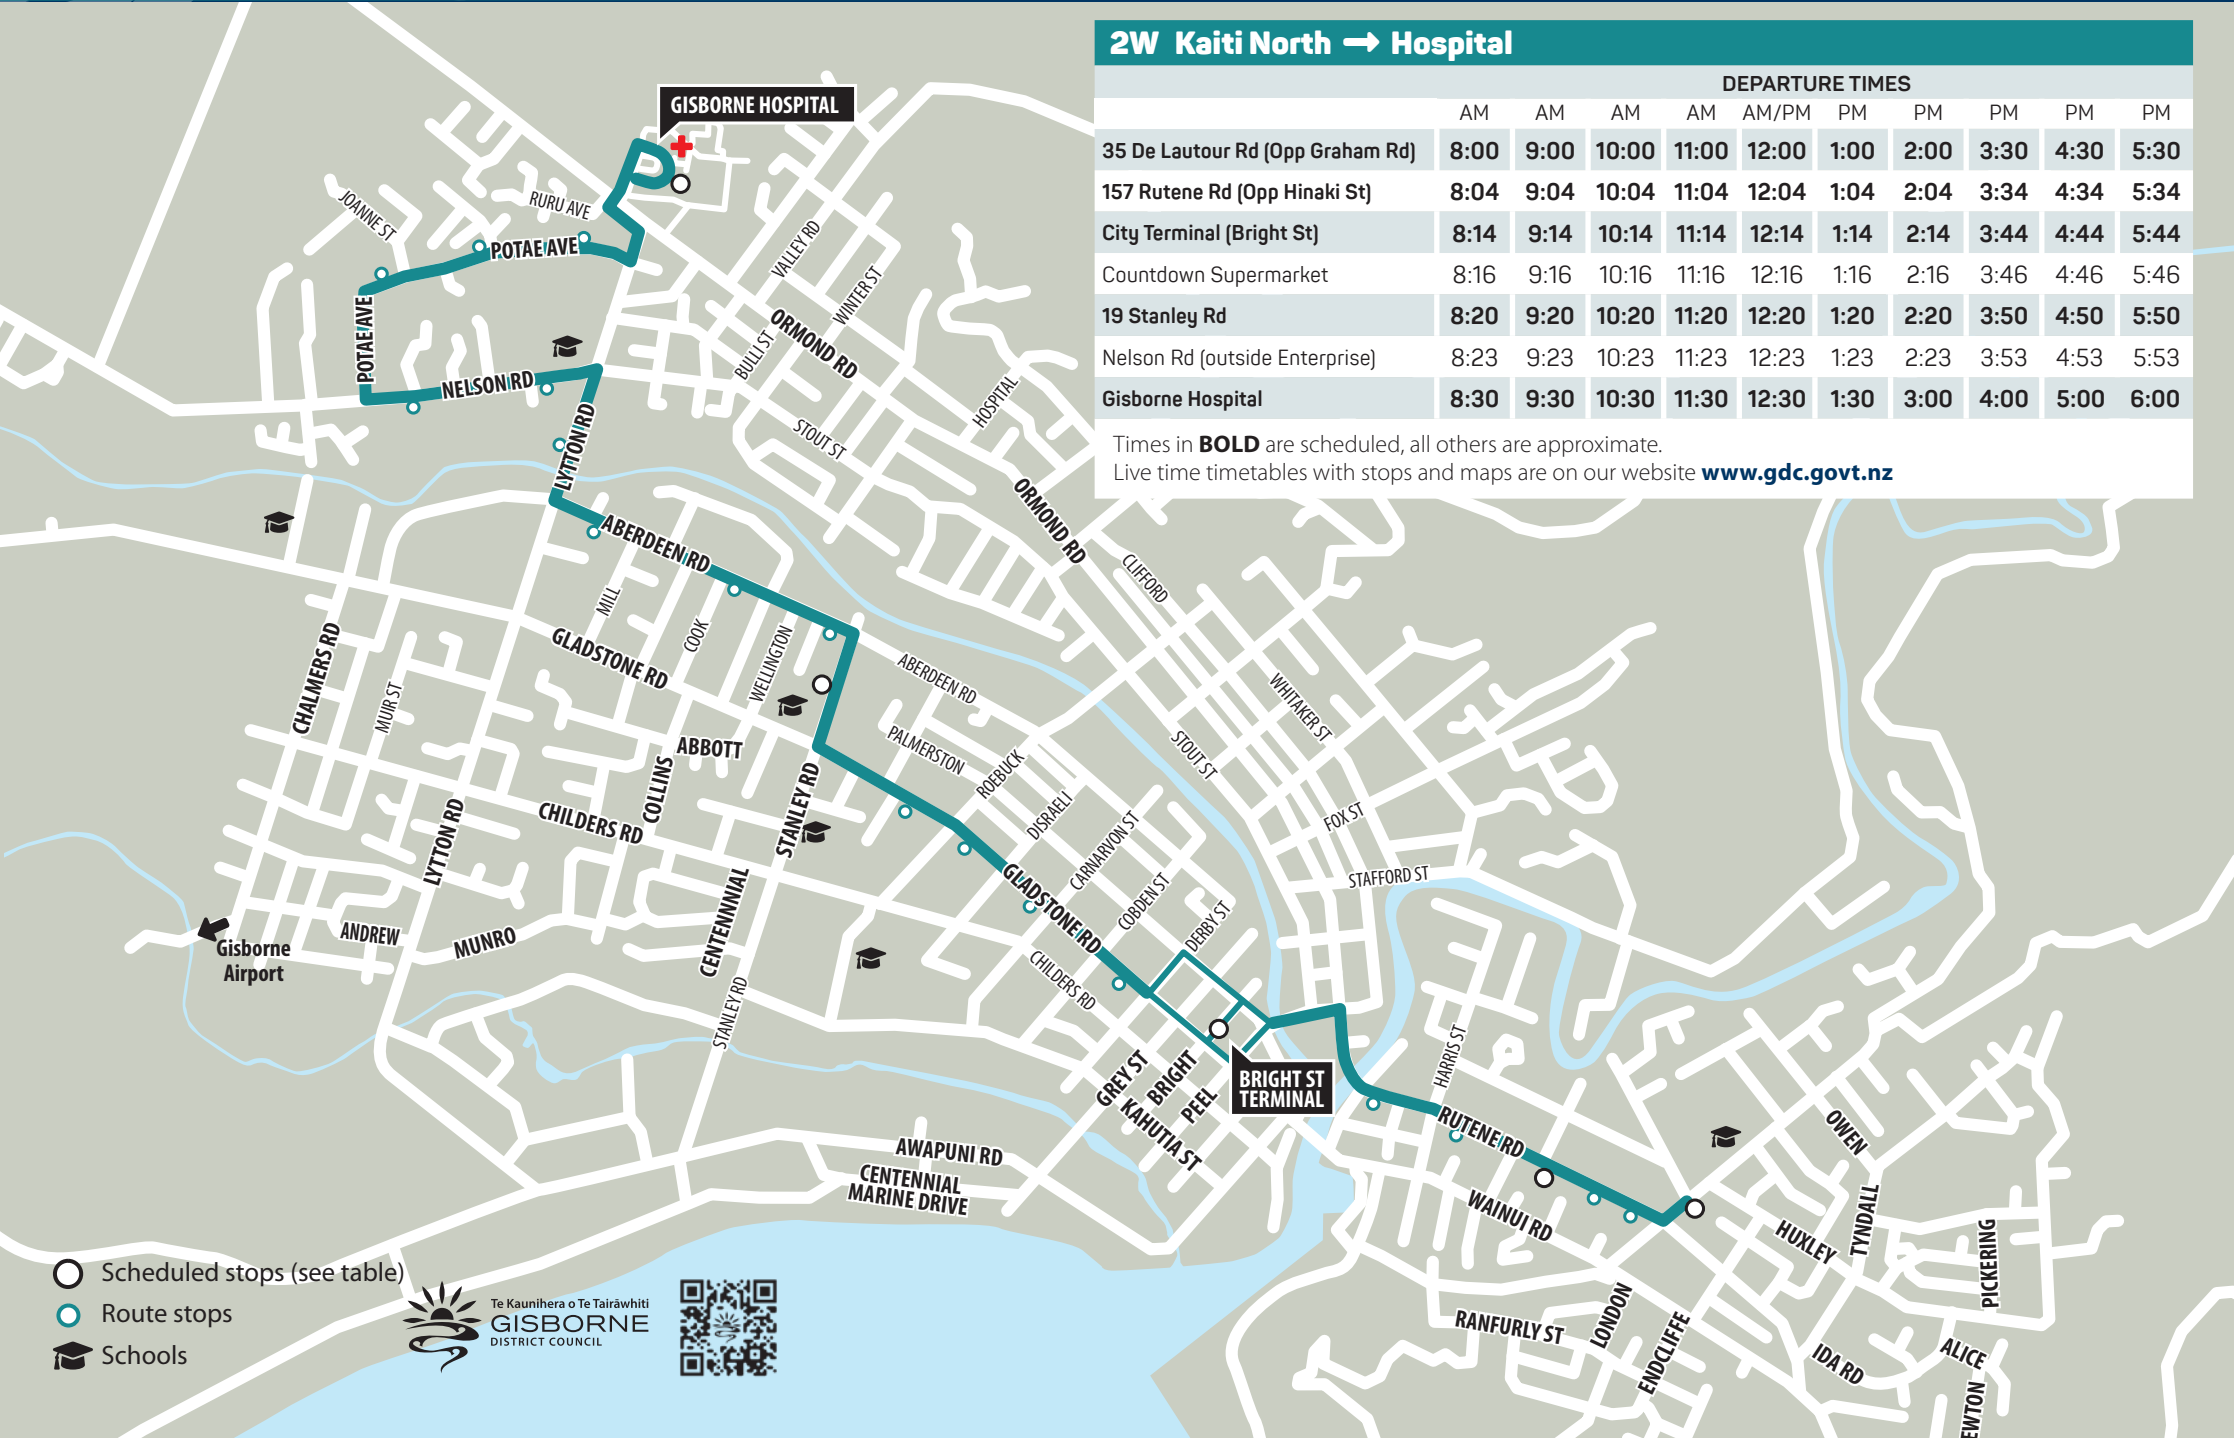 2W Kaiti North → Hospital
DEPARTURE TIMES
AM AM AM AM AM/PM PM PM PM PM PM
35 De Lautour Rd (Opp Graham Rd) 8:00 9:00 10:00 11:00 12:00 1:00 2:00 3:30 4:30 5:30
157 Rutene Rd (Opp Hinaki St) 8:04 9:04 10:04 11:04 12:04 1:04 2:04 3:34 4:34 5:34
City Terminal (Bright St) 8:14 9:14 10:14 11:14 12:14 1:14 2:14 3:44 4:44 5:44
Countdown Supermarket 8:16 9:16 10:16 11:16 12:16 1:16 2:16 3:46 4:46 5:46
19 Stanley Rd 8:20 9:20 10:20 11:20 12:20 1:20 2:20 3:50 4:50 5:50
Nelson Rd (outside Enterprise) 8:23 9:23 10:23 11:23 12:23 1:23 2:23 3:53 4:53 5:53
Gisborne Hospital 8:30 9:30 10:30 11:30 12:30 1:30 3:00 4:00 5:00 6:00
Times in BOLD are scheduled, all others are approximate.
Live time timetables with stops and maps are on our website www.gdc.govt.nz
GISBORNE HOSPITAL
RURU AVE
JOANNE ST
POTAE AVE
POTAE AVE
NELSON RD
LYTTON RD
VALLEY RD
WINTER ST
ORMOND RD
BULLI ST
STOUT ST
HOSPITAL
ORMOND RD
CLIFFORD
ABERDEEN RD
MILL
COOK
GLADSTONE RD
WELLINGTON
ABERDEEN RD
CHALMERS RD
MUIR ST
ABBOTT
PALMERSTON
ROEBUCK
WHITAKER ST
STOUT ST
COLLINS
STANLEY RD
CHILDERS RD
LYTTON RD
DISRAELI
CARNARVON ST
FOX ST
STAFFORD ST
GLADSTONE RD
COBDEN ST
DERBY ST
CENTENNNIAL
ANDREW
MUNRO
Gisborne
Airport
CHILDERS RD
STANLEY RD
GREY ST
BRIGHT
PEEL
KAHUTIA ST
BRIGHT ST
TERMINAL
HARRIS ST
RUTENE RD
OWEN
AWAPUNI RD
CENTENNIAL
MARINE DRIVE
WAINUI RD
HUXLEY
TYNDALL
PICKERING
RANFURLY ST
LONDON
ENDCLIFFE
IDA RD
ALICE
EWTON
Scheduled stops (see table)
Route stops
Schools
Te Kaunihera o Te Tairāwhiti
GISBORNE
DISTRICT COUNCIL